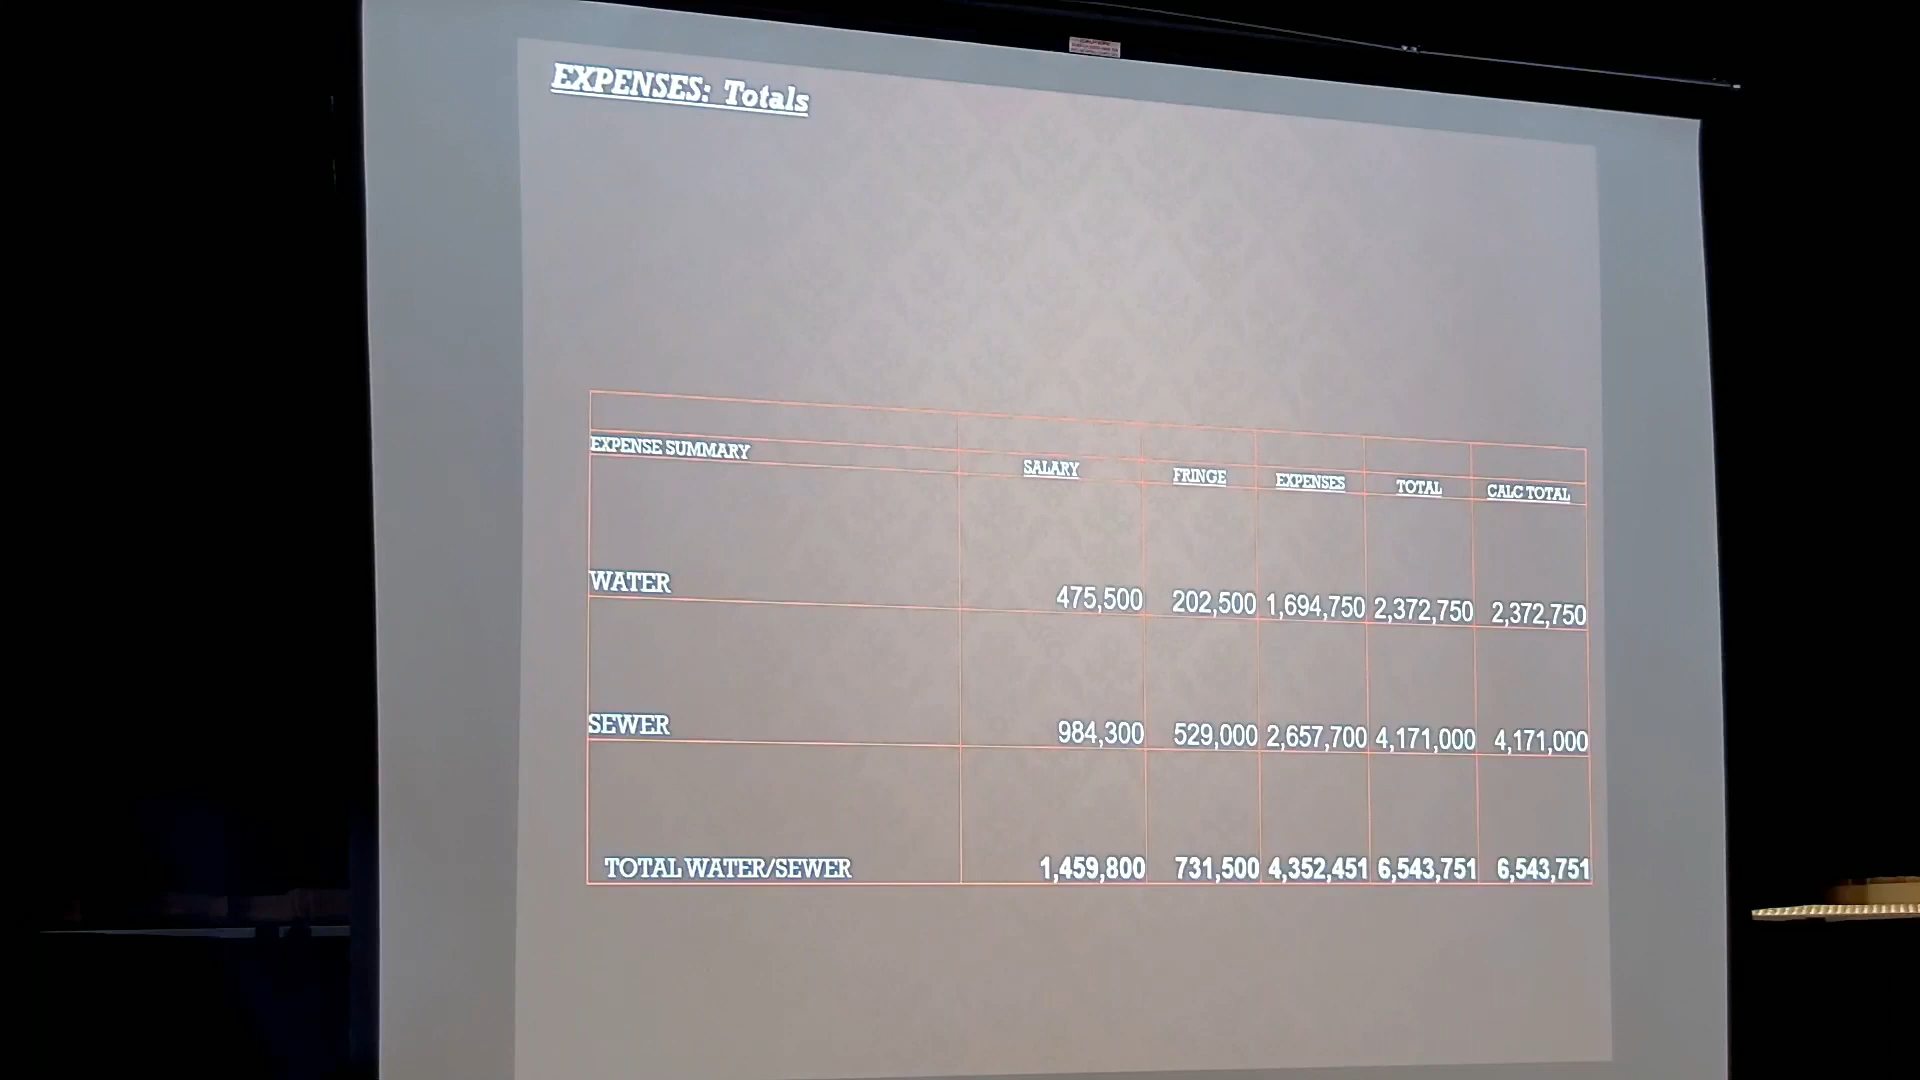 EXPENSES: Totals
EXPENSE SUMMARY SALARY FRINGE EXPENSES TOTAL CALC TOTAL
WATER 475,500 202,500 1,694,750 2,372,750 2,372,750
SEWER 984,300 529,000 2,657,700 4,171,000 4,171,000
TOTAL WATER/SEWER 1,459,800 731,500 4,352,451 6,543,751 6,543,751